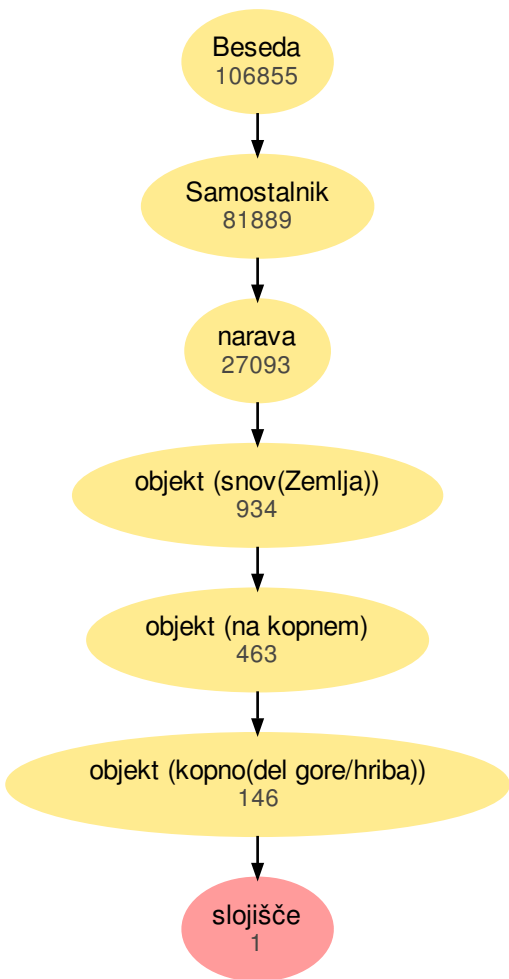 Beseda
106855
Samostalnik
81889
narava
27093
objekt (snov(Zemlja))
934
objekt (na kopnem)
463
objekt (kopno(del gore/hriba))
146
slojišče
1